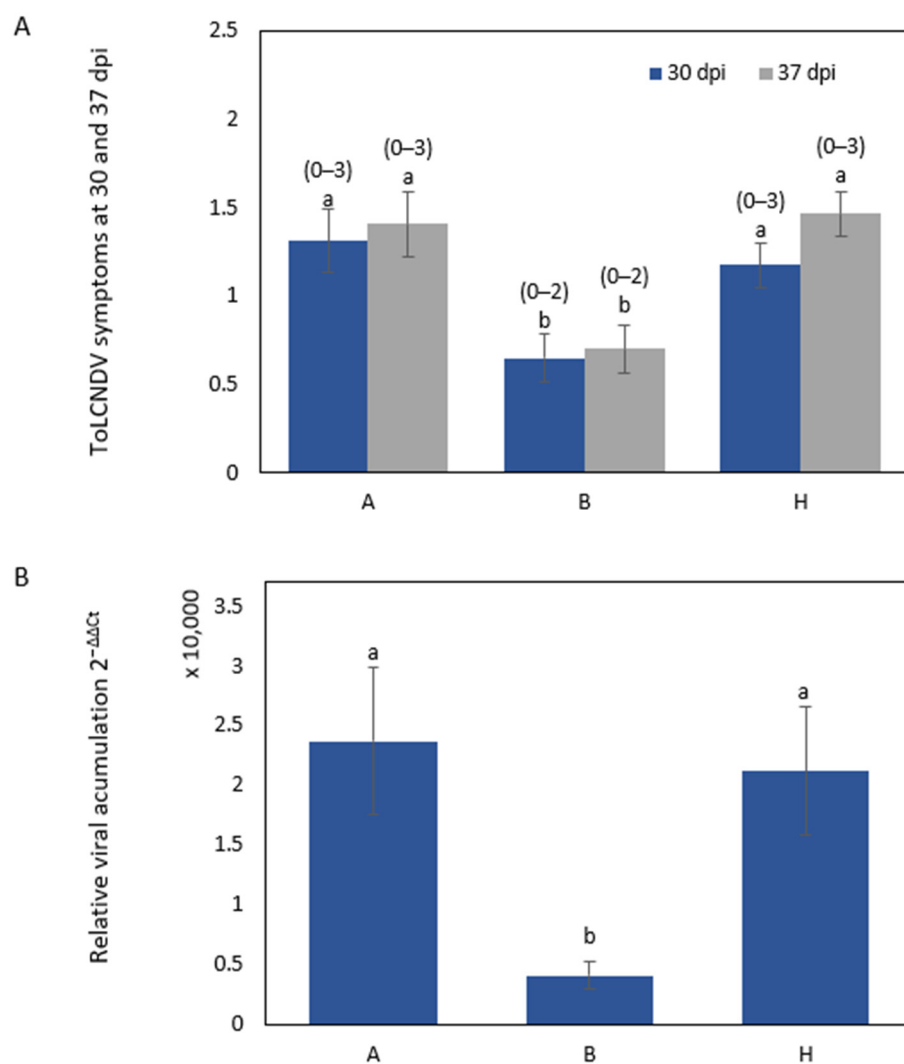 A
ToLCNDV symptoms at 30 and 37 dpi
2.5
2
1.5
1
0.5
0
30 dpi 37 dpi
(0–3)
a
(0–3)
a
(0–2)
b
(0–2)
b
(0–3)
a
(0–3)
a
A B H
B
Relative viral acumulation 2^-ΔΔCt
x 10,000
3.5
3
2.5
2
1.5
1
0.5
0
a
b
a
A B H